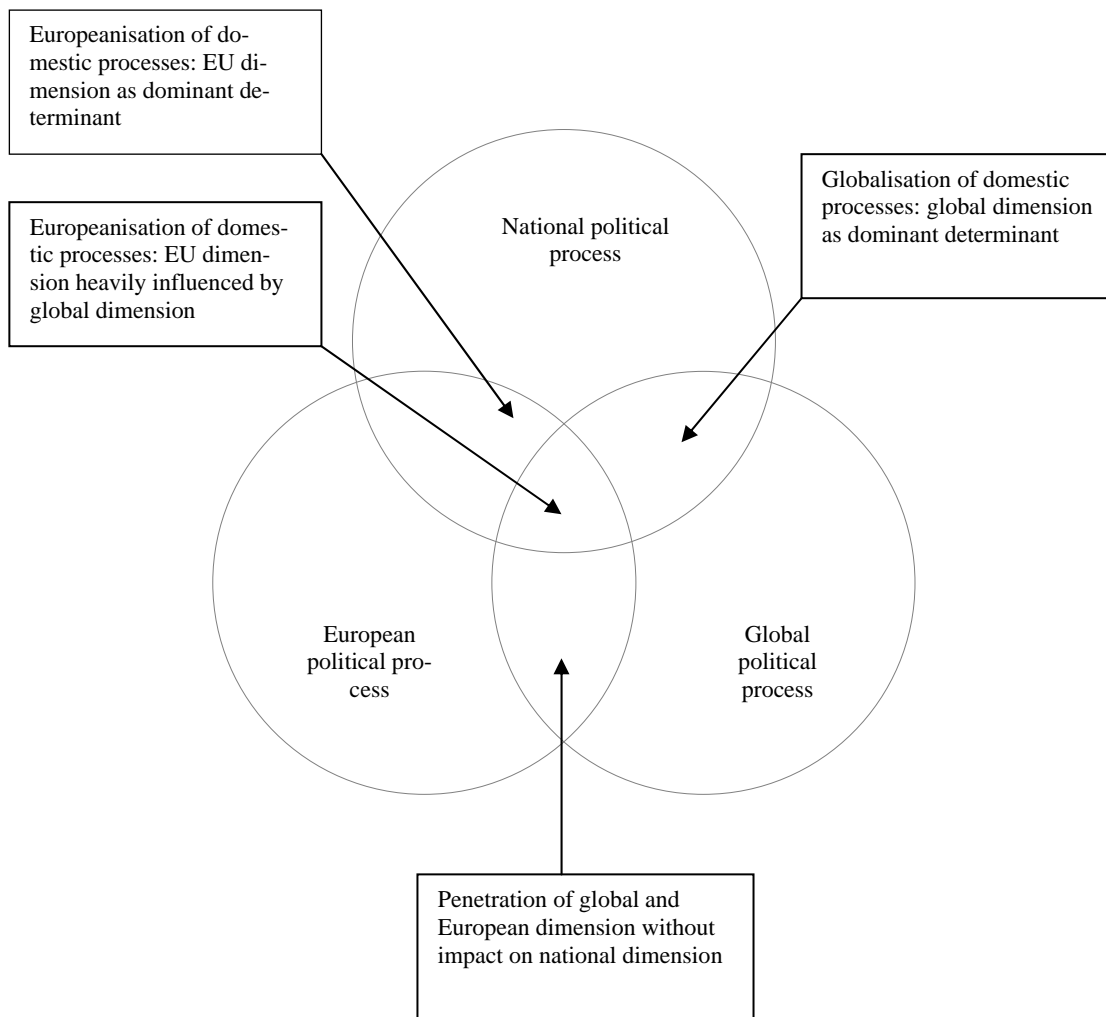 Europeanisation of do-
mestic processes: EU di-
mension as dominant de-
terminant
Europeanisation of domes-
tic processes: EU dimen-
sion heavily influenced by
global dimension
National political
process
Globalisation of domestic
processes: global dimension
as dominant determinant
European
political pro-
cess
Global
political
process
Penetration of global and
European dimension without
impact on national dimension